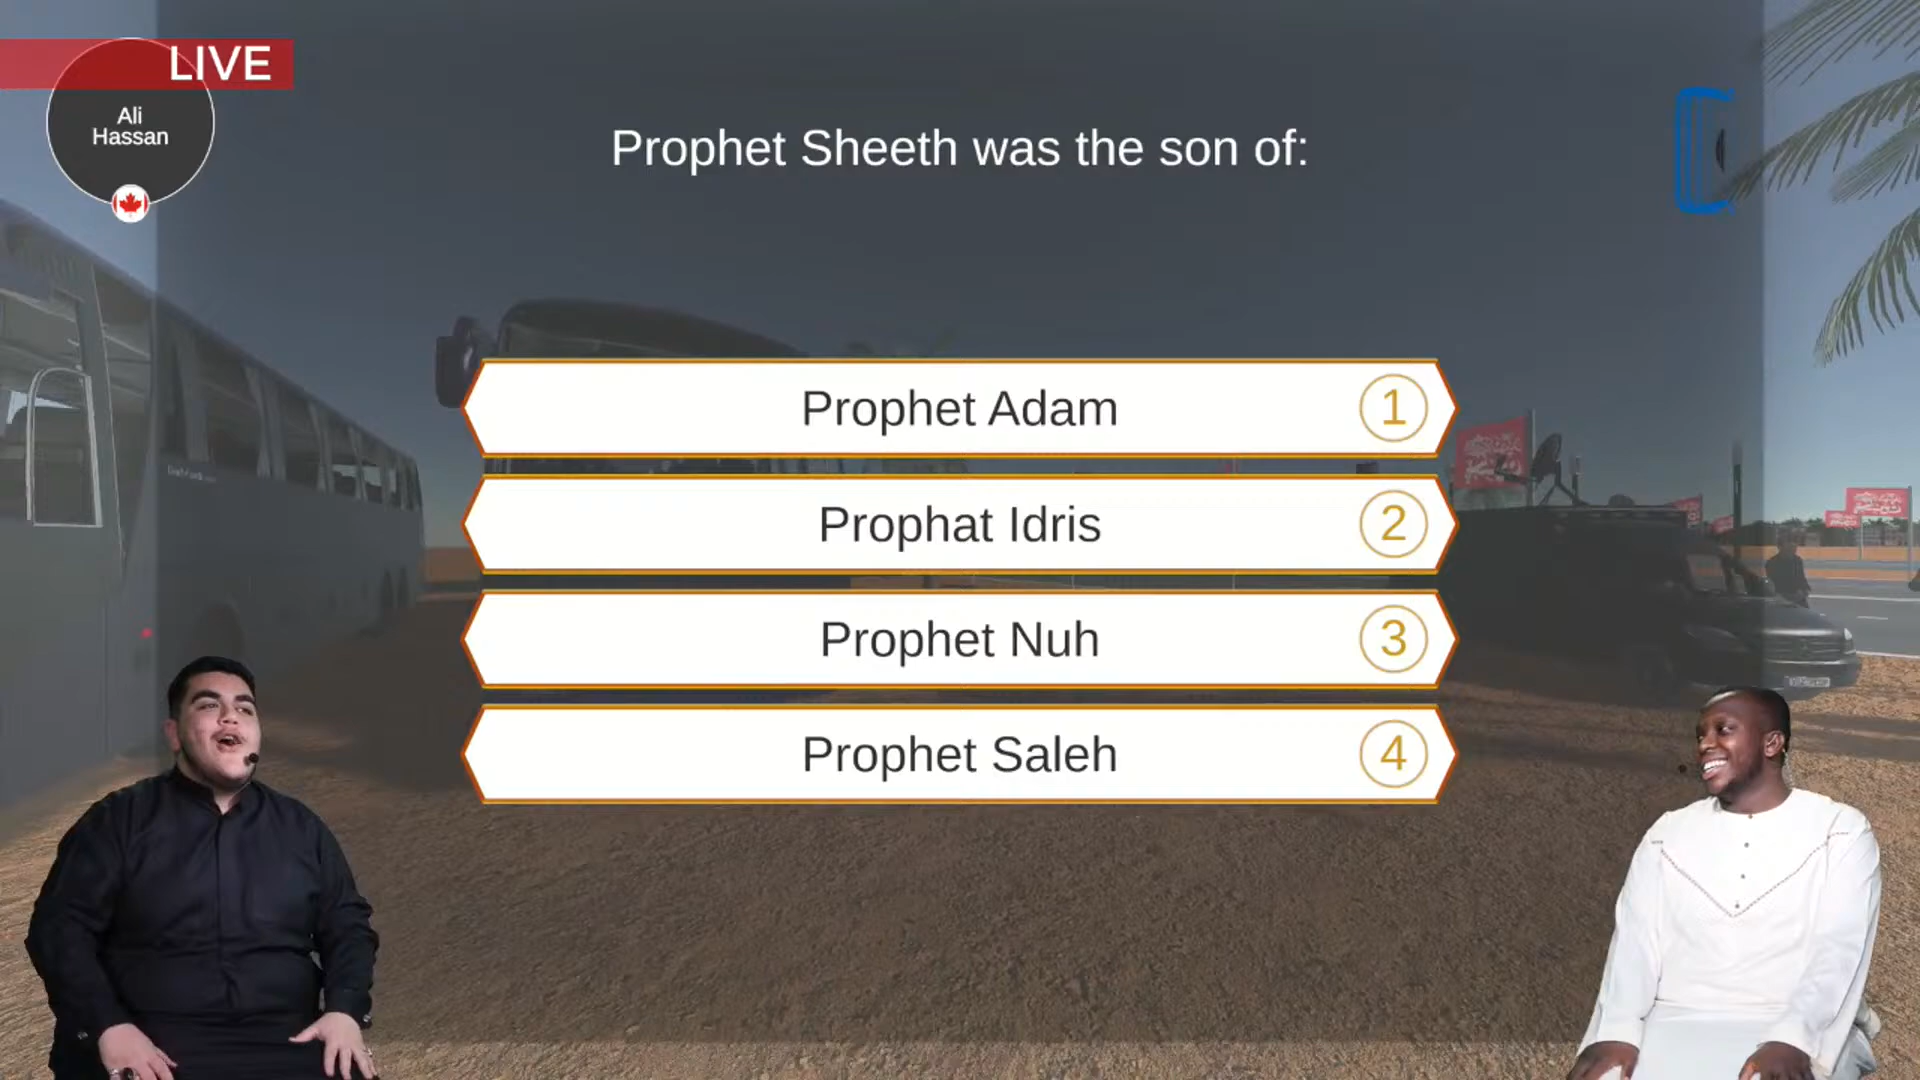 LIVE
Ali
Hassan
Prophet Sheeth was the son of:
Prophet Adam 1
Prophat Idris 2
Prophet Nuh 3
Prophet Saleh 4